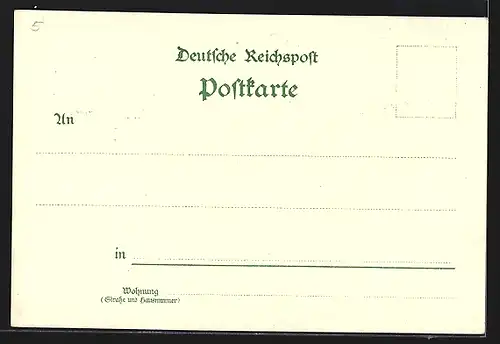 5
Deutsche Reichspost
Postkarte
An
in
Wohnung
(Straße und Hausnummer)